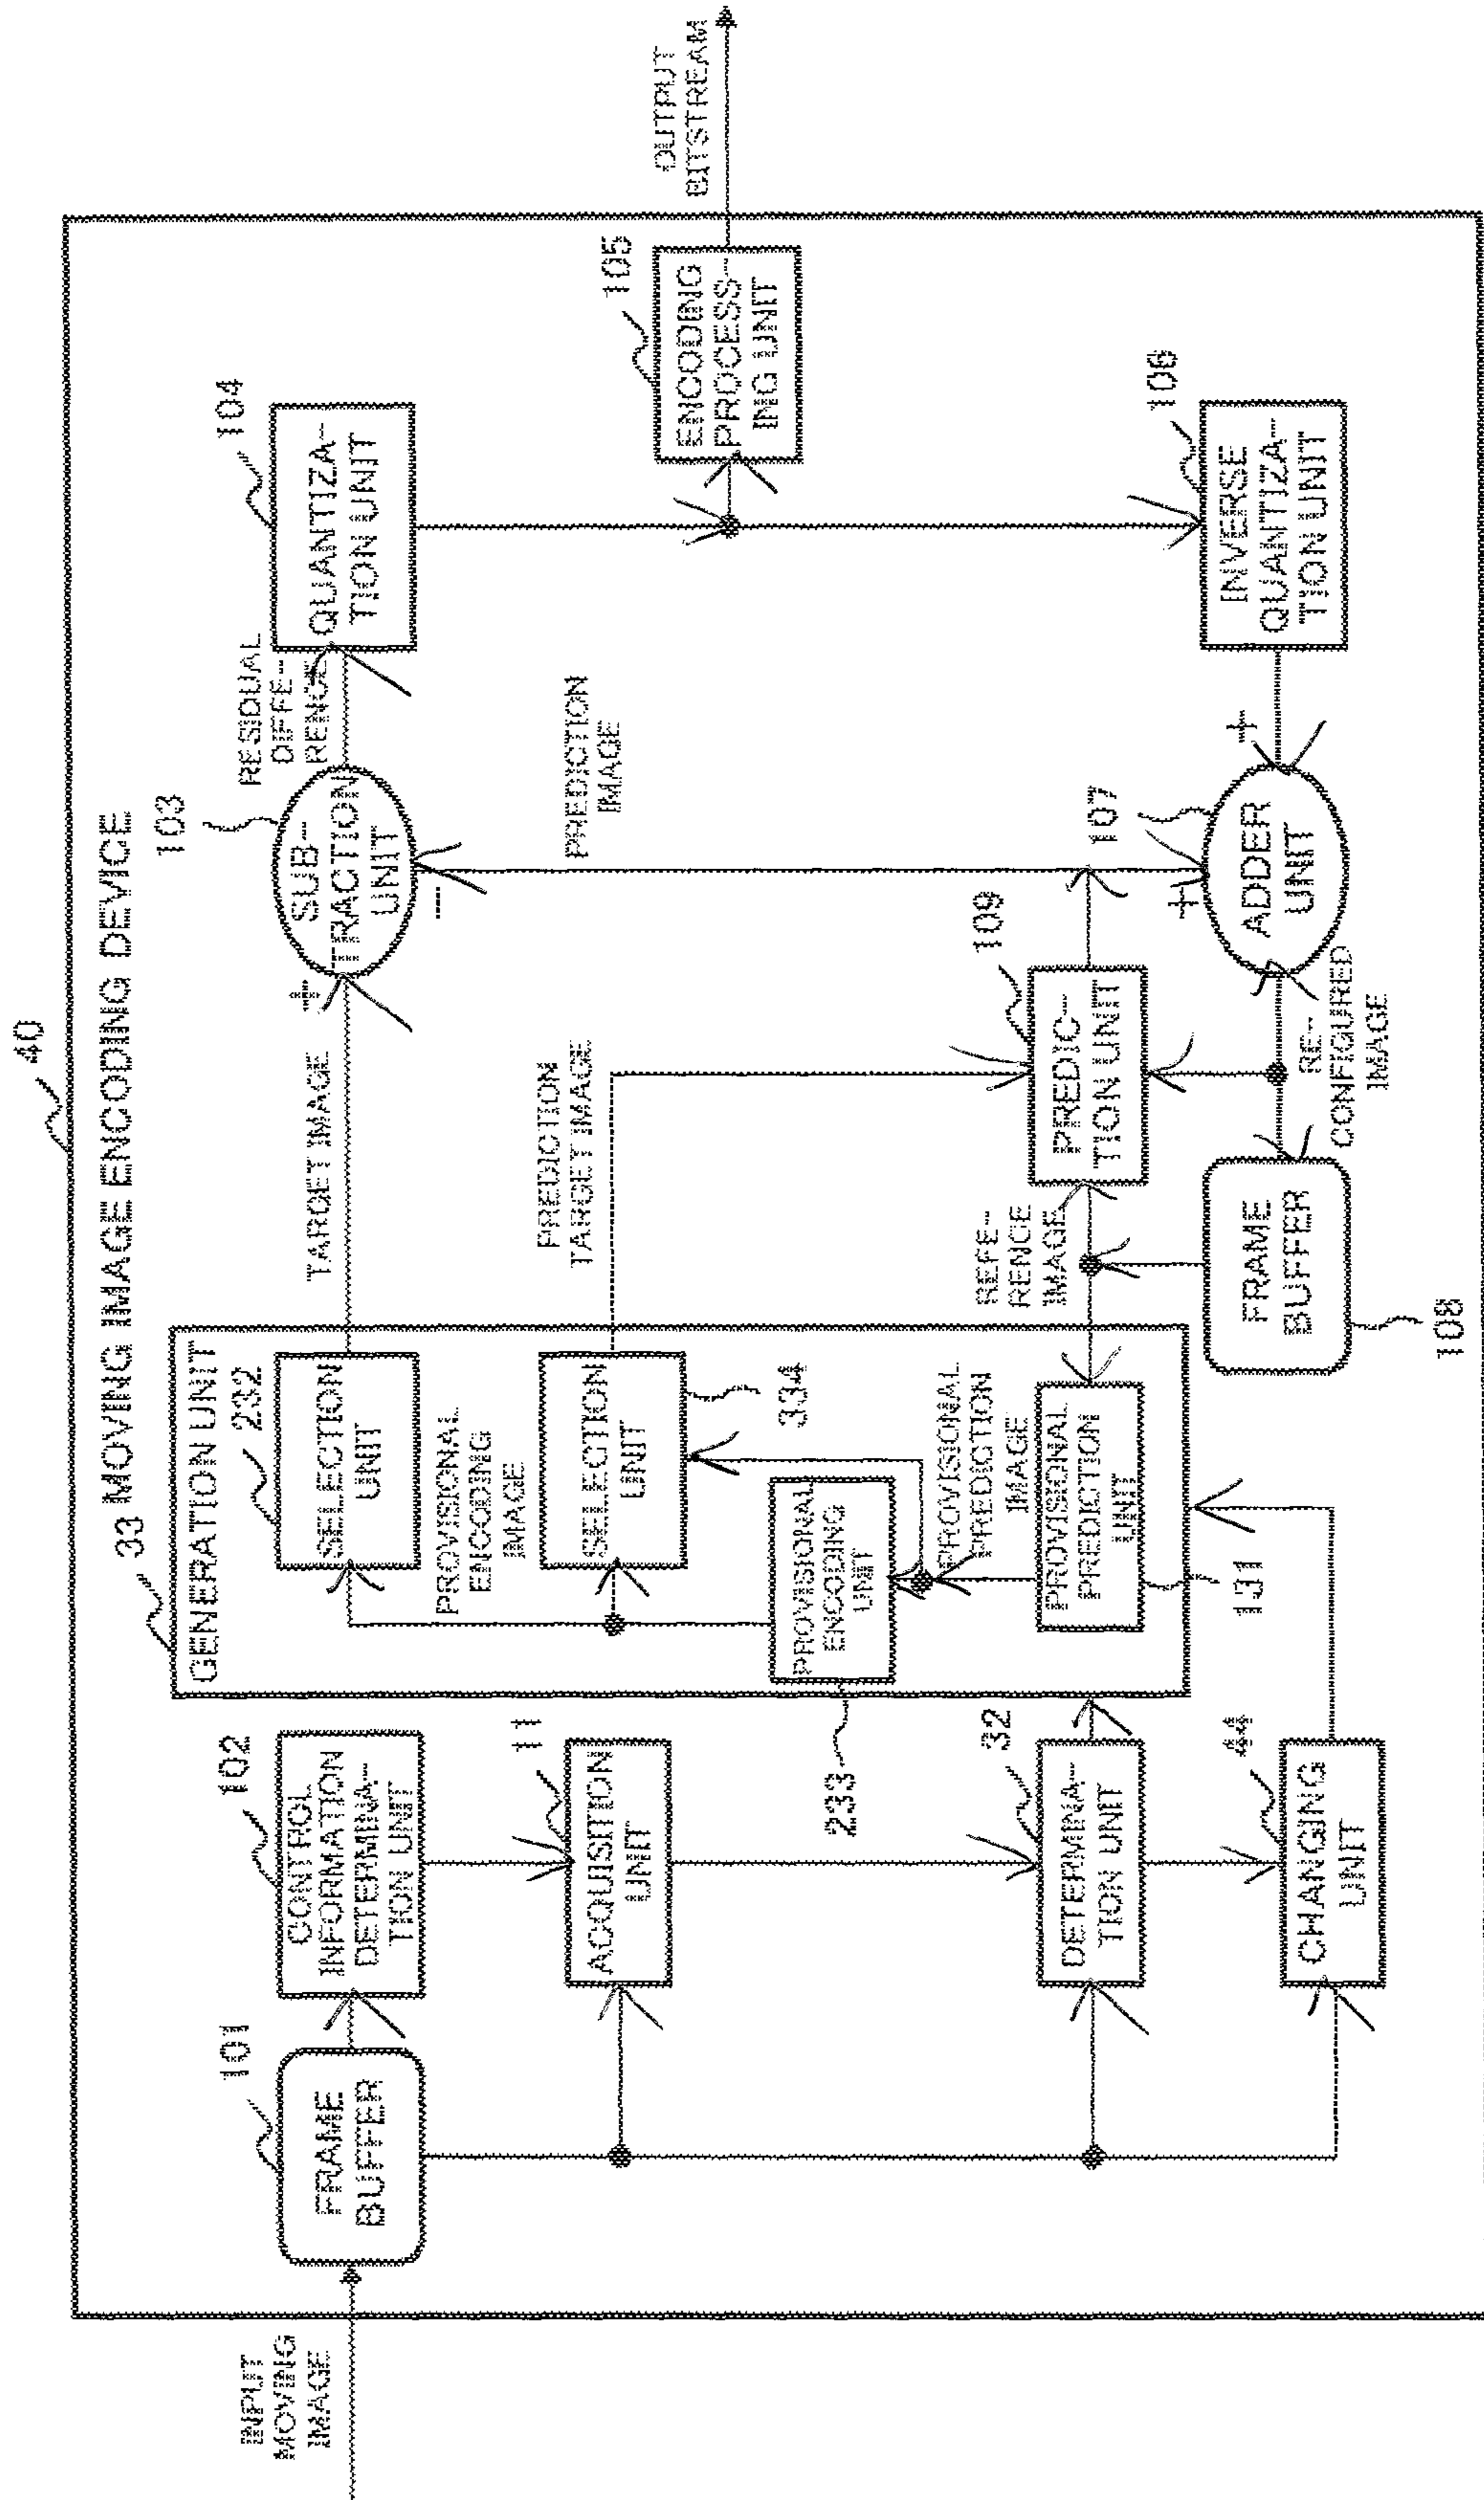 40
33 MOVING IMAGE ENCODING DEVICE
INPUT
MOVING
IMAGE
101
FRAME
BUFFER
102
CONTROL
INFORMATION
DETERMINA-
TION UNIT
11
ACQUISITION
UNIT
32
DETERMINA-
TION UNIT
44
CHANGING
UNIT
GENERATION UNIT
232
SELECTION
UNIT
PROVISIONAL
ENCODING
IMAGE
SELECTION
UNIT
334
PROVISIONAL
ENCODING
UNIT
233
PROVISIONAL
PREDICTION
IMAGE
PROVISIONAL
PREDICTION
UNIT
131
TARGET IMAGE
PREDICTION
TARGET IMAGE
REFE-
RENCE
IMAGE
FRAME
BUFFER
108
109
PREDIC-
TION UNIT
RE-
CONFIGURED
IMAGE
103
+
SUB-
TRACTION
UNIT
-
PREDICTION
IMAGE
107
+
ADDER
UNIT
+
RESIDUAL
DIFFE-
RENCE
104
QUANTIZA-
TION UNIT
105
ENCODING
PROCESS-
ING UNIT
106
INVERSE
QUANTIZA-
TION UNIT
OUTPUT
BITSTREAM